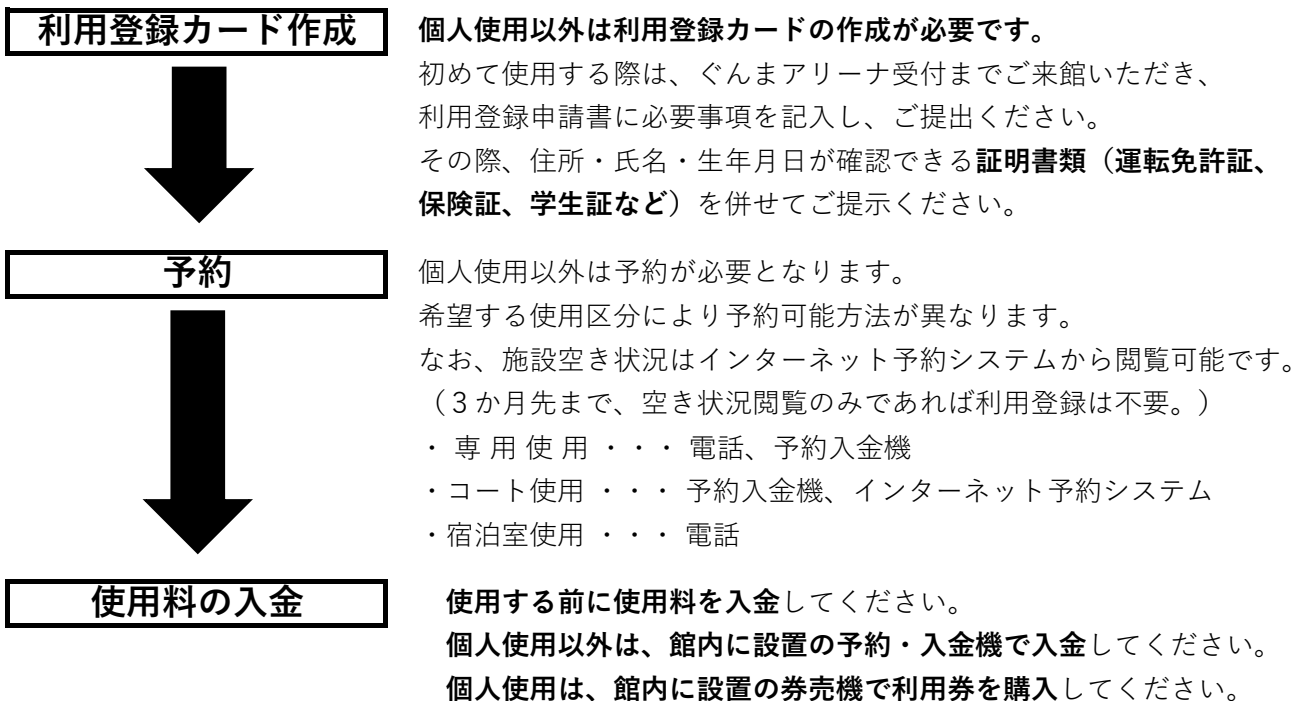 利用登録カード作成
個人使用以外は利用登録カードの作成が必要です。
初めて使用する際は、ぐんまアリーナ受付までご来館いただき、
利用登録申請書に必要事項を記入し、ご提出ください。
その際、住所・氏名・生年月日が確認できる証明書類（運転免許証、
保険証、学生証など）を併せてご提示ください。
予約
個人使用以外は予約が必要となります。
希望する使用区分により予約可能方法が異なります。
なお、施設空き状況はインターネット予約システムから閲覧可能です。
（３か月先まで、空き状況閲覧のみであれば利用登録は不要。）
・ 専 用 使 用 ・・・ 電話、予約入金機
・コート使用 ・・・ 予約入金機、インターネット予約システム
・宿泊室使用 ・・・ 電話
使用料の入金
使用する前に使用料を入金してください。
個人使用以外は、館内に設置の予約・入金機で入金してください。
個人使用は、館内に設置の券売機で利用券を購入してください。